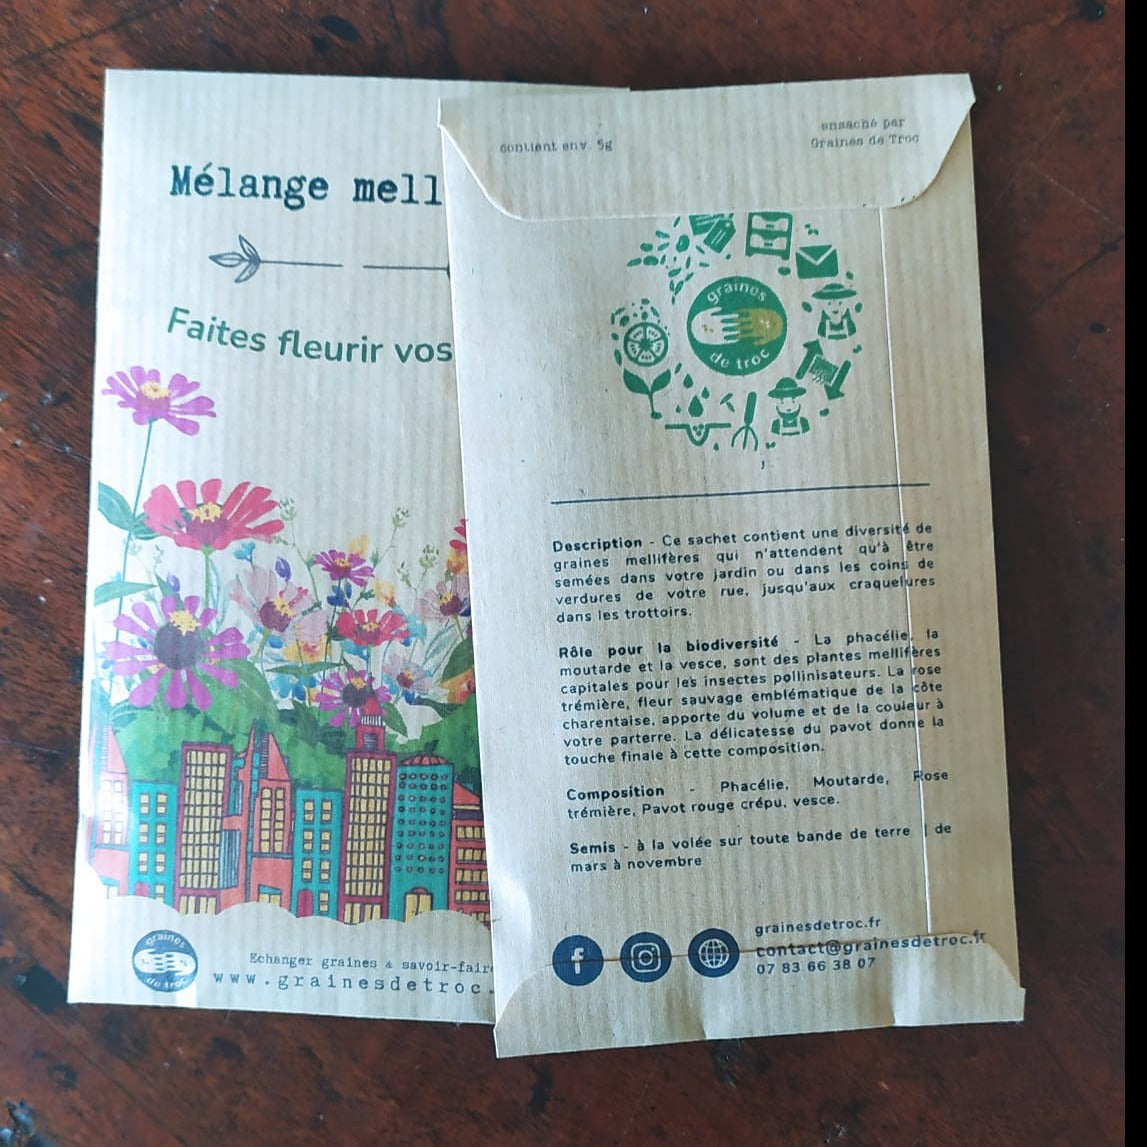 Mélange mell
Faites fleurir vos
graines
de troc
Echanger graines & savoir-faire
www.grainesdetroc.
contient env. 5g
ensaché par
Graines de Troc
graines
de troc
Description - Ce sachet contient une diversité de
graines mellifères qui n'attendent qu'à être
semées dans votre jardin ou dans les coins de
verdures de votre rue, jusqu'aux craquelures
dans les trottoirs.
Rôle pour la biodiversité - La phacélie, la
moutarde et la vesce, sont des plantes mellifères
capitales pour les insectes pollinisateurs. La rose
trémière, fleur sauvage emblématique de la côte
charentaise, apporte du volume et de la couleur à
votre parterre. La délicatesse du pavot donne la
touche finale à cette composition.
Composition - Phacélie, Moutarde, Rose
trémière, Pavot rouge crépu, vesce.
Semis - à la volée sur toute bande de terre de
mars à novembre
grainesdetroc.fr
contact@grainesdetroc.fr
07 83 66 38 07